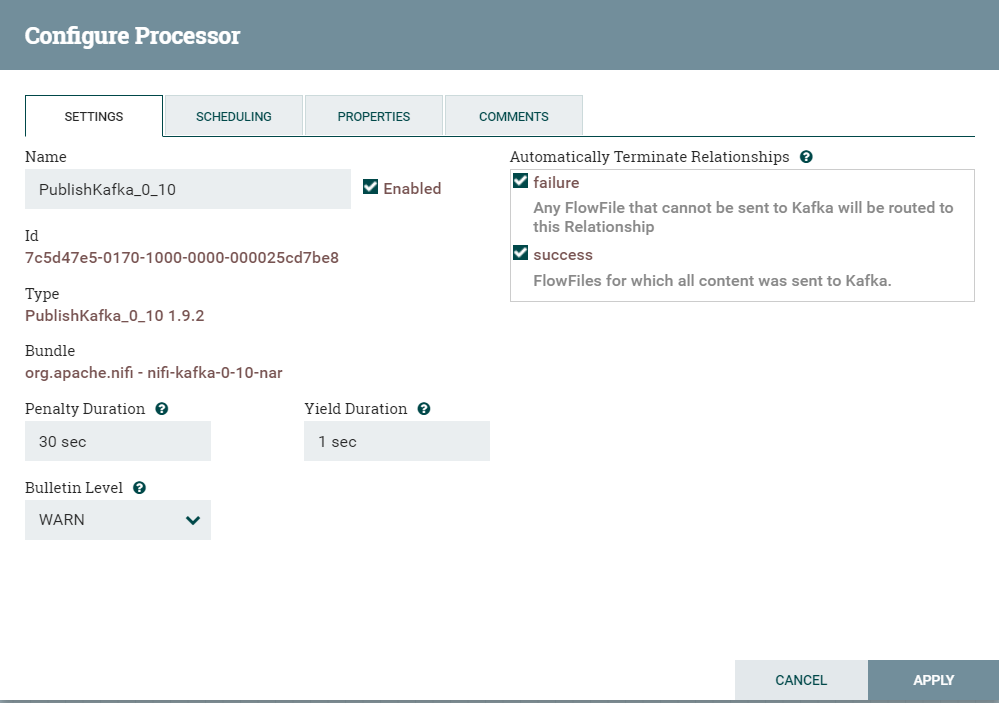 Configure Processor
SETTINGS
SCHEDULING
PROPERTIES
COMMENTS
Name
PublishKafka_0_10
Enabled
Id
7c5d47e5-0170-1000-0000-000025cd7be8
Type
PublishKafka_0_10 1.9.2
Bundle
org.apache.nifi - nifi-kafka-0-10-nar
Penalty Duration
30 sec
Yield Duration
1 sec
Bulletin Level
WARN
Automatically Terminate Relationships
failure
Any FlowFile that cannot be sent to Kafka will be routed to
this Relationship
success
FlowFiles for which all content was sent to Kafka.
CANCEL
APPLY